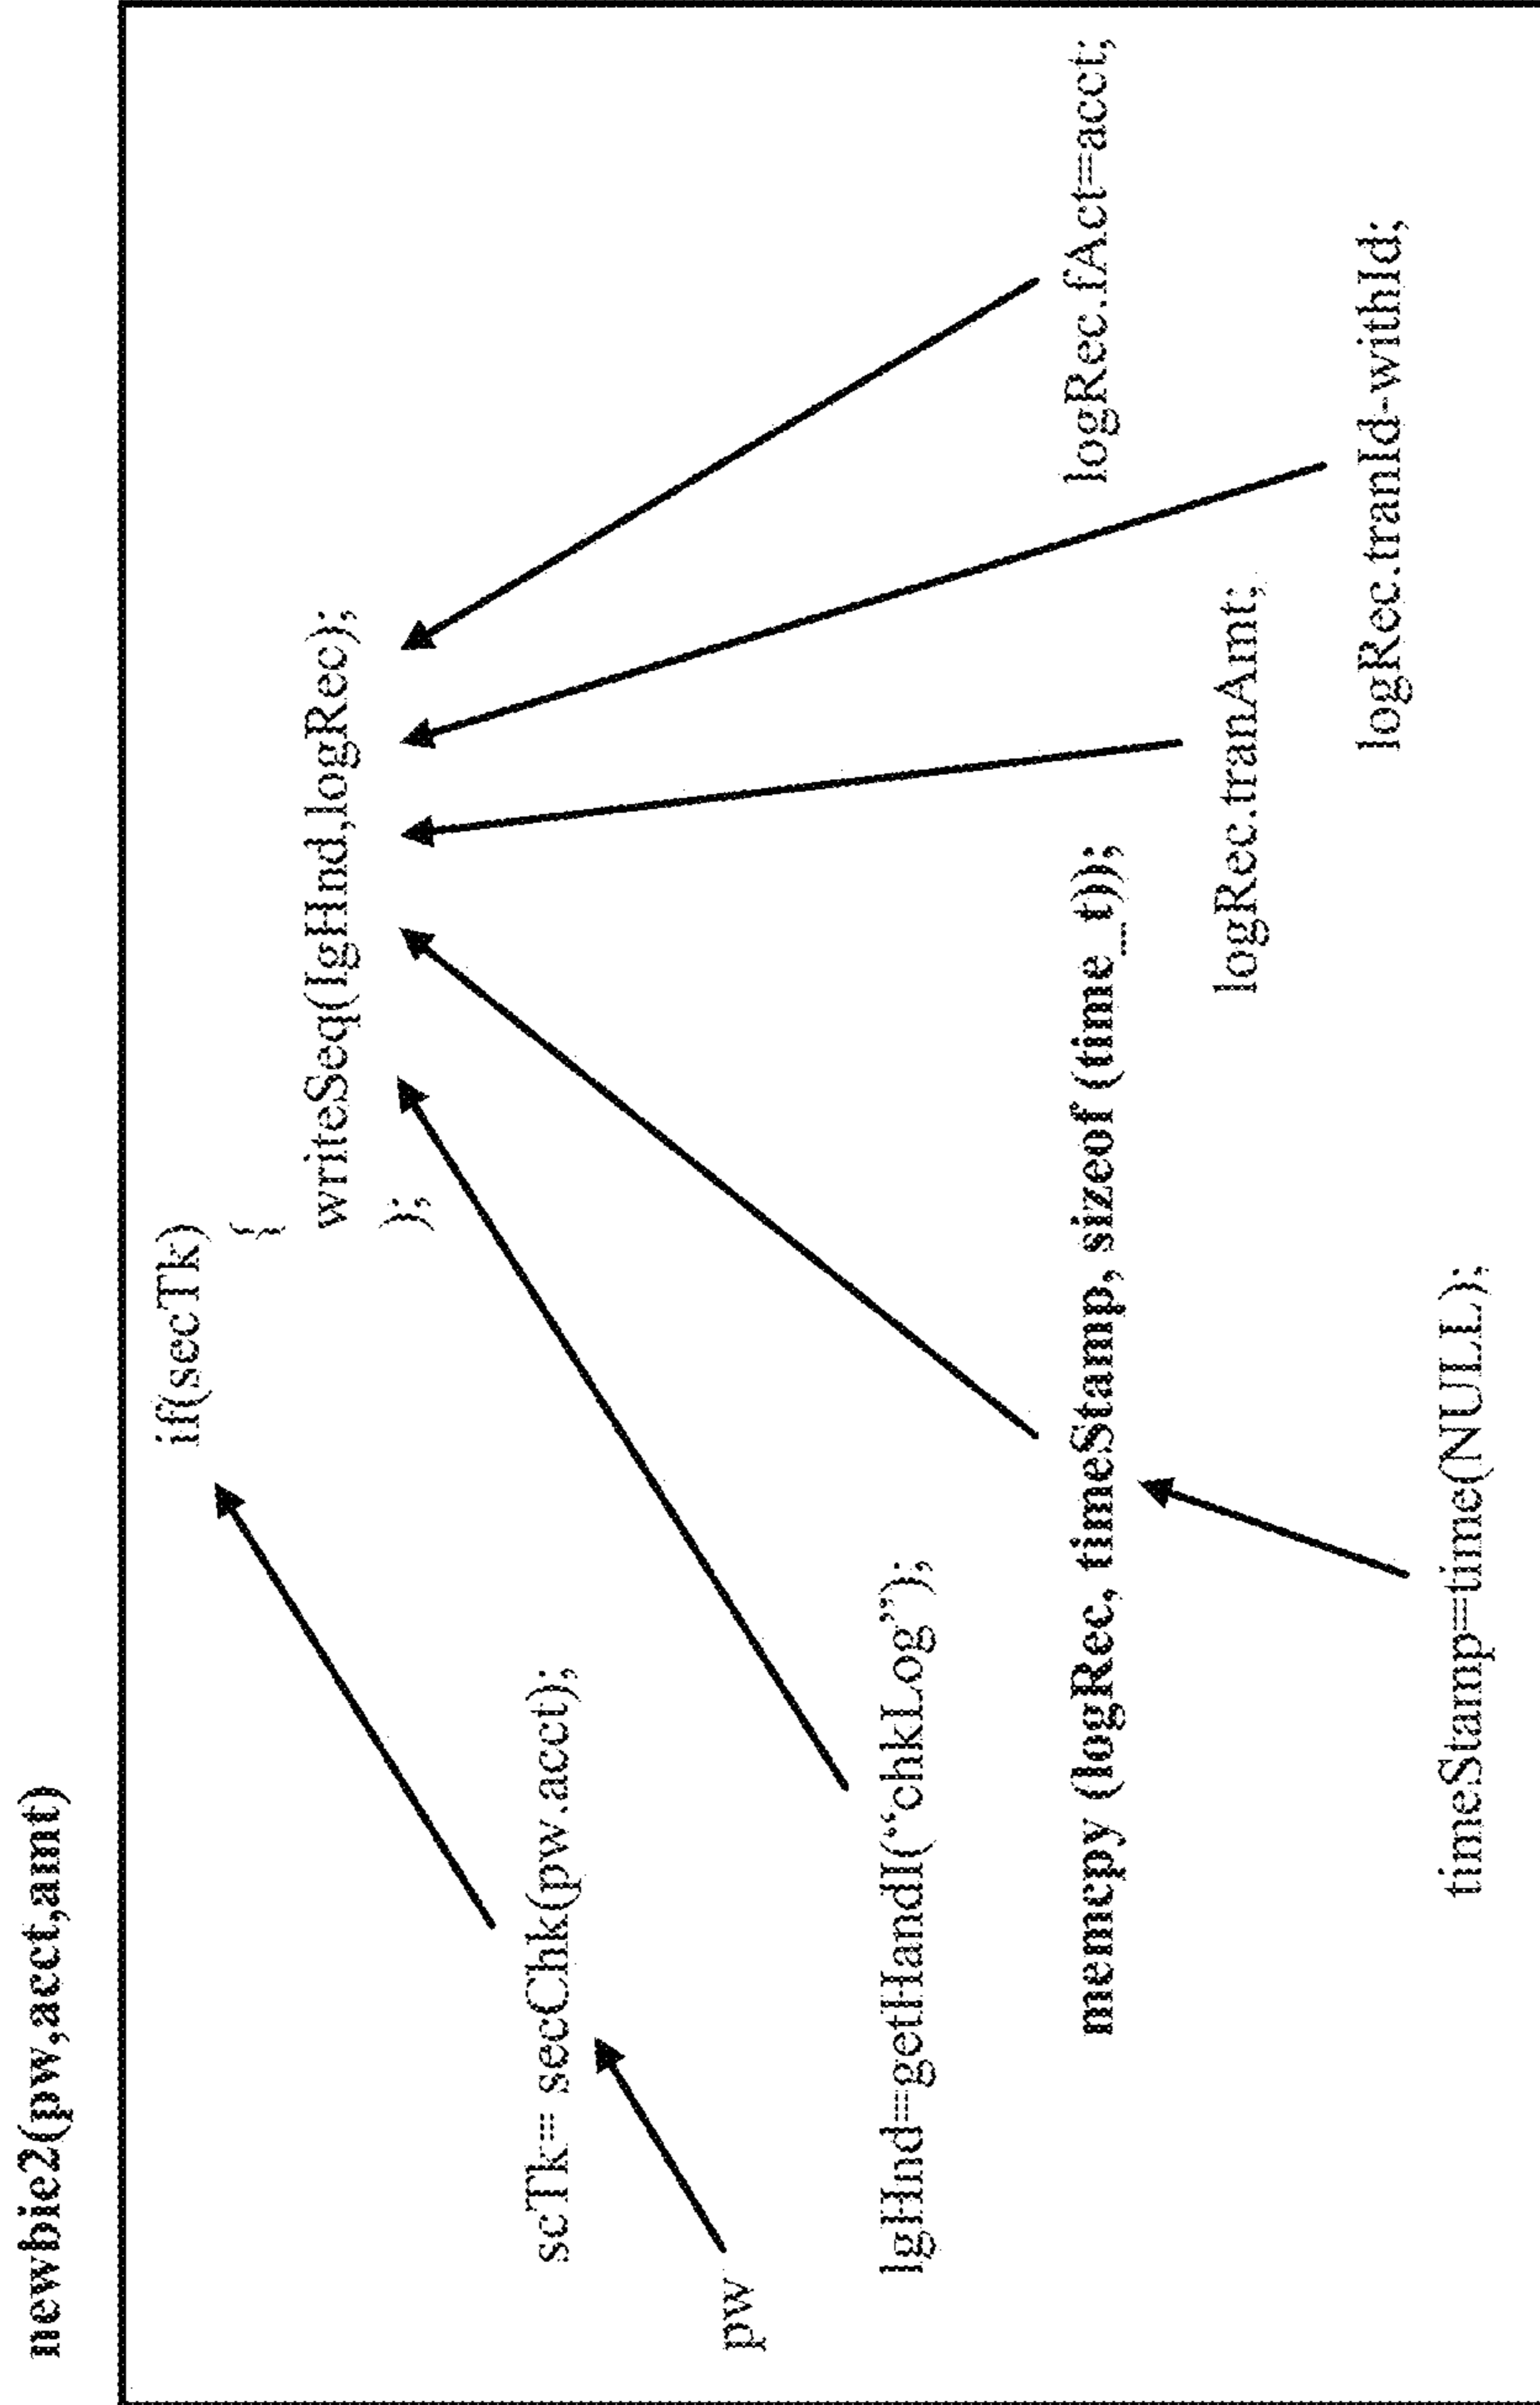 newbie2(pw,acct,amt)
if(secTk)
{
writeSeq(lgHnd,logRec);
);
scTk= secChk(pw.acct);
pw
lgHnd=getHandl(“chkLog”);
memcpy (logRec, timeStamp, sizeof (time_t));
logRec.fAct=acct;
logRec.tranAmt;
logRec.tranId-withId;
timeStamp=time(NULL);